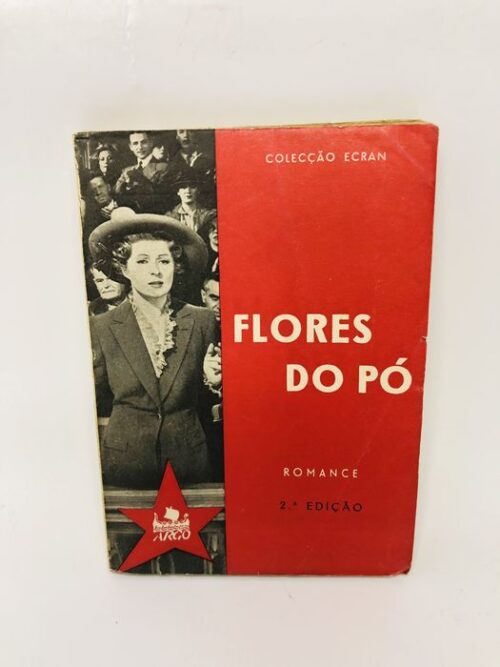 COLECÇÃO ECRAN
FLORES
DO PÓ
ROMANCE
2.ª EDIÇÃO
ARGO